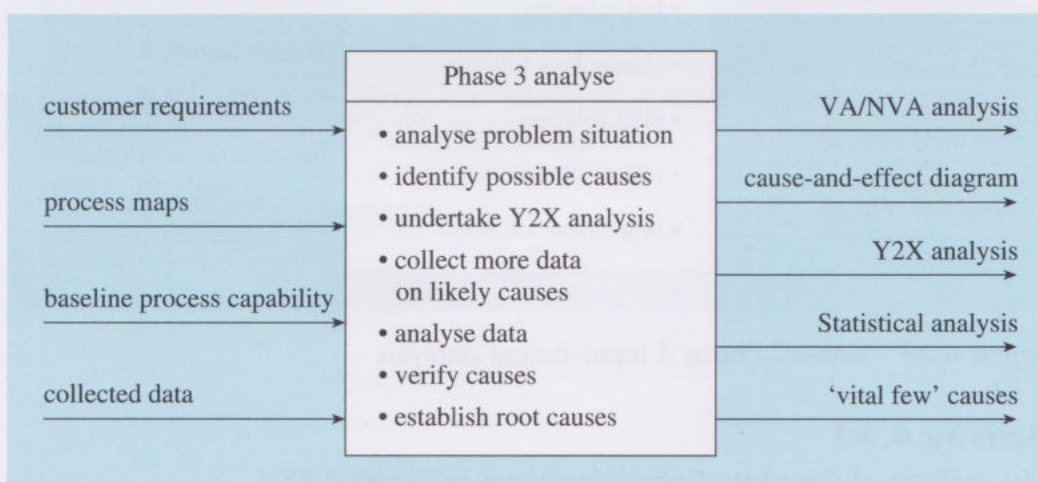 Phase 3 analyse
customer requirements
process maps
baseline process capability
collected data
• analyse problem situation
• identify possible causes
• undertake Y2X analysis
• collect more data
on likely causes
• analyse data
• verify causes
• establish root causes
VA/NVA analysis
cause-and-effect diagram
Y2X analysis
Statistical analysis
‘vital few’ causes